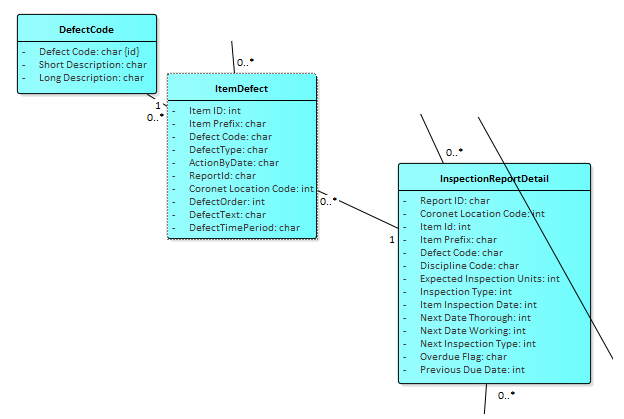 DefectCode
- Defect Code: char {id}
- Short Description: char
- Long Description: char
1
0..*
0..*
ItemDefect
- Item ID: int
- Item Prefix: char
- Defect Code: char
- DefectType: char
- ActionByDate: char
- ReportId: char
- Coronet Location Code: int
- DefectOrder: int
- DefectText: char
- DefectTimePeriod: char
0..*
1
0..*
InspectionReportDetail
- Report ID: char
- Coronet Location Code: int
- Item Id: int
- Item Prefix: char
- Defect Code: char
- Discipline Code: char
- Expected Inspection Units: int
- Inspection Type: int
- Item Inspection Date: int
- Next Date Thorough: int
- Next Date Working: int
- Next Inspection Type: int
- Overdue Flag: char
- Previous Due Date: int
0..*